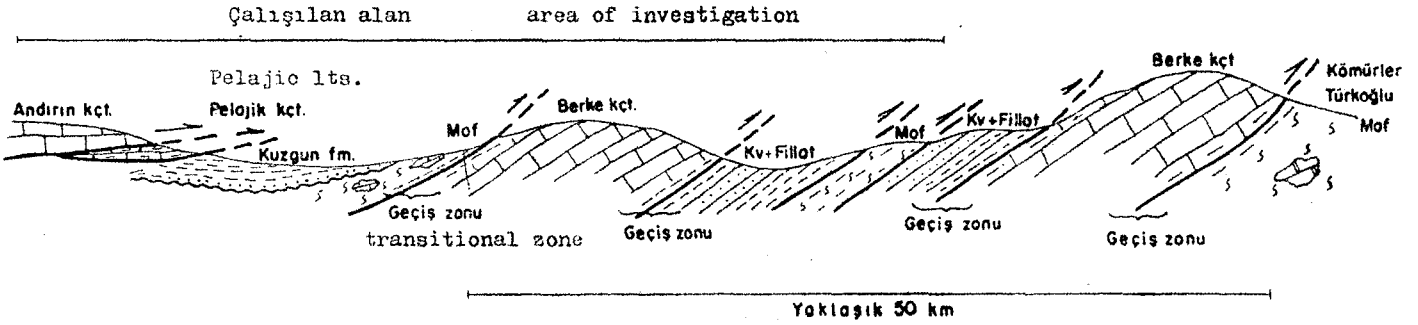 Çalışılan alan area of investigation
Pelajic lts.
Andırın kçt.
Pelajik kçt.
Kuzgun fm.
Mof
Berke kçt.
Kv+Fillat
Mof
Kv+Fillat
Berke kçt
Kömürler
Türkoğlu
Mof
Geçiş zonu
transitional zone
Geçiş zonu
Geçiş zonu
Geçiş zonu
Yaklaşık 50 km